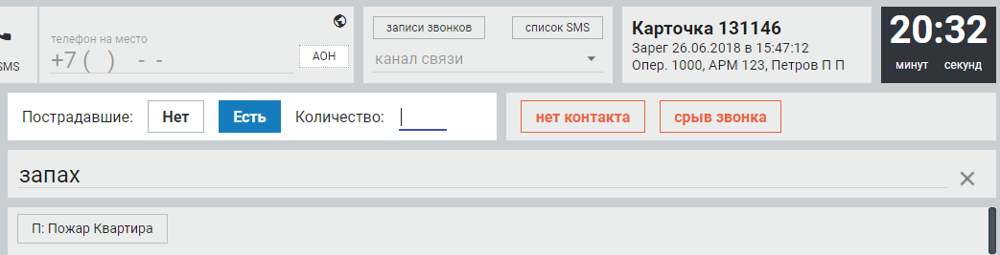 SMS
телефон на место
+7 ( ) - -
АОН
записи звонков
список SMS
канал связи
Карточка 131146
Зарег 26.06.2018 в 15:47:12
Опер. 1000, АРМ 123, Петров П П
20:32
минут секунд
Пострадавшие: Нет Есть Количество:
нет контакта срыв звонка
запах
П: Пожар Квартира